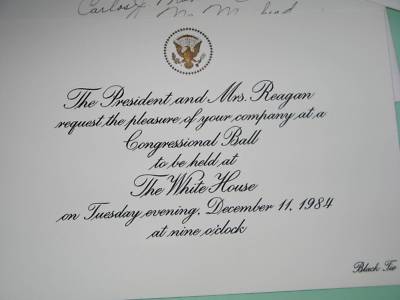 Carlos
The President and Mrs. Reagan
request the pleasure of your company at a
Congressional Ball
to be held at
The White House
on Tuesday evening, December 11, 1984
at nine o'clock
Black Tie